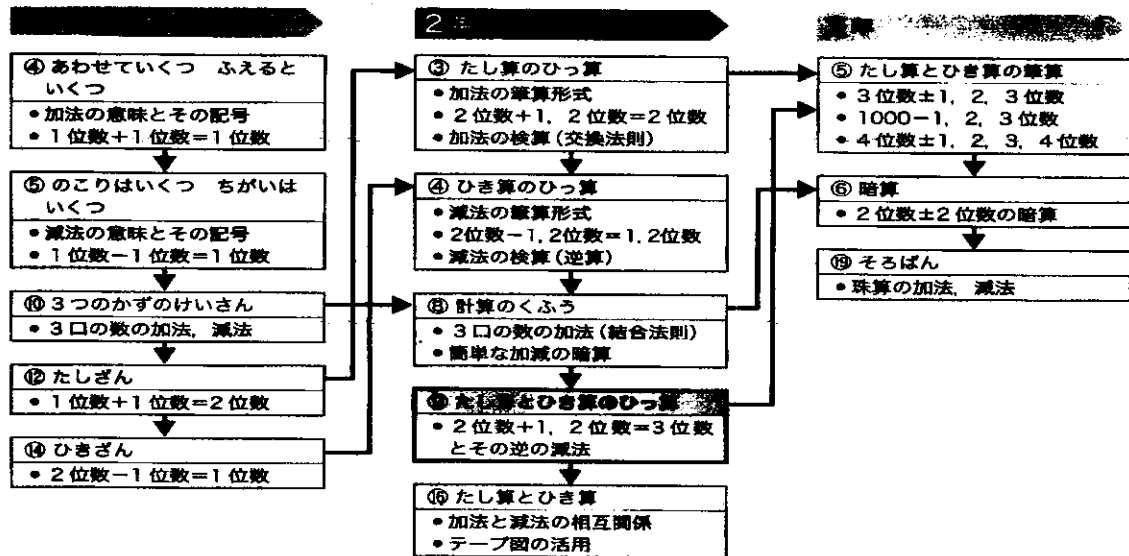 2
④ あわせていくつ ふえると
いくつ
• 加法の意味とその記号
• 1位数+1位数=1位数
⑤ のこりはいくつ ちがいは
いくつ
• 減法の意味とその記号
• 1位数−1位数=1位数
⑩ 3つのかずのけいさん
• 3口の数の加法, 減法
⑫ たしざん
• 1位数+1位数=2位数
⑭ ひきざん
• 2位数−1位数=1位数
③ たし算のひっ算
• 加法の筆算形式
• 2位数+1, 2位数=2位数
• 加法の検算(交換法則)
④ ひき算のひっ算
• 減法の筆算形式
• 2位数−1, 2位数=1, 2位数
• 減法の検算(逆算)
⑧ 計算のくふう
• 3口の数の加法(結合法則)
• 簡単な加減の暗算
たし算とひき算のひっ算
• 2位数+1, 2位数=3位数
とその逆の減法
⑯ たし算とひき算
• 加法と減法の相互関係
• テープ図の活用
⑤ たし算とひき算の筆算
• 3位数±1, 2, 3位数
• 1000−1, 2, 3位数
• 4位数±1, 2, 3, 4位数
⑥ 暗算
• 2位数±2位数の暗算
⑲ そろばん
• 珠算の加法, 減法